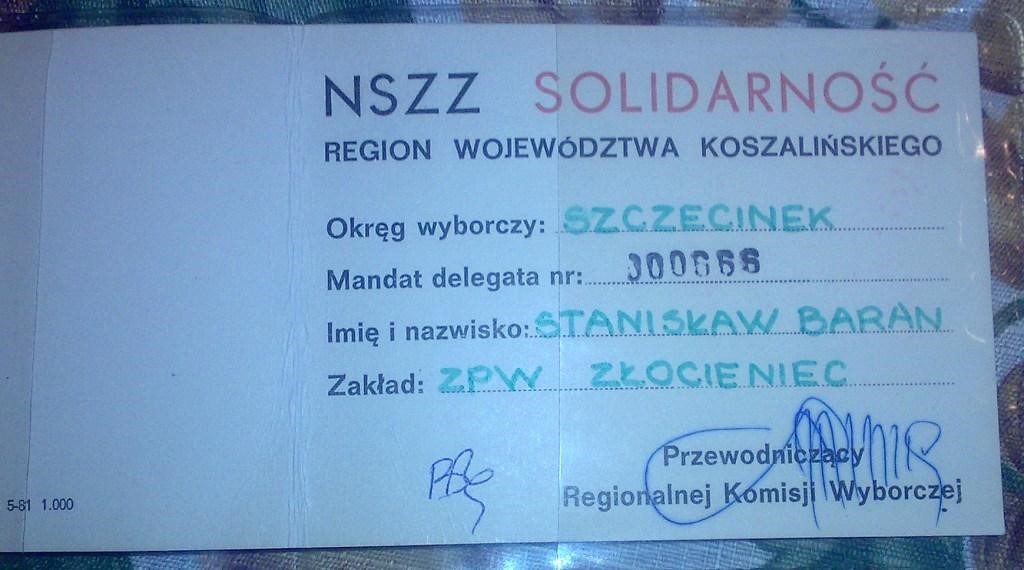 NSZZ SOLIDARNOŚĆ
REGION WOJEWÓDZTWA KOSZALIŃSKIEGO
Okręg wyborczy: SZCZECINEK
Mandat delegata nr:
Imię i nazwisko: STANISŁAW BARAN
Zakład: ZPW ZŁOCIENIEC
Przewodniczący
Regionalnej Komisji Wyborczej
5-81 1.000